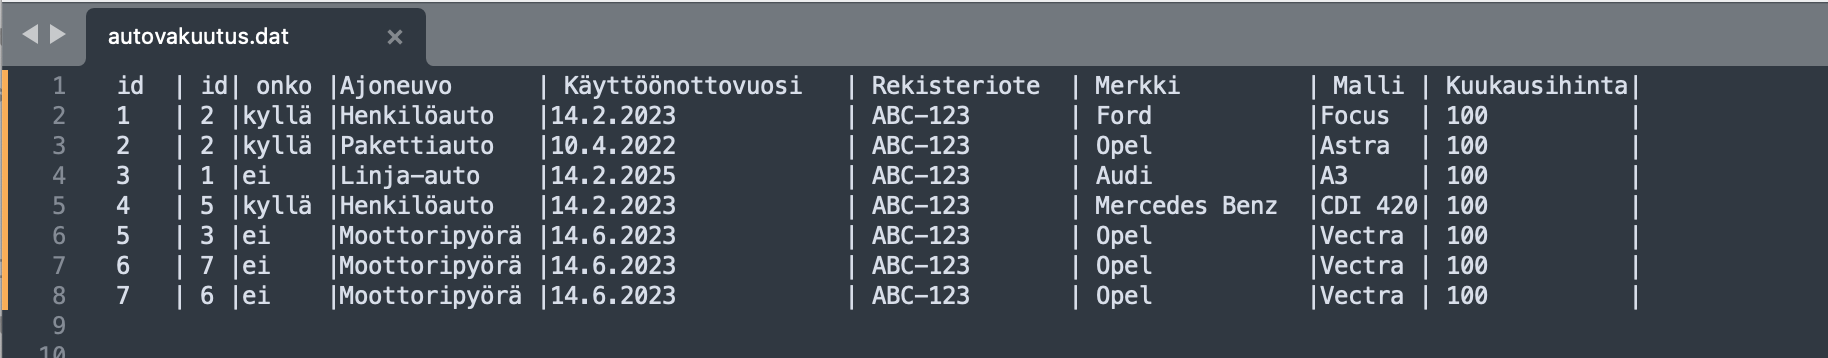 autovakuutus.dat ×
1 id | id| onko |Ajoneuvo | Käyttöönottovuosi | Rekisteriote | Merkki | Malli | Kuukausihinta|
2 1 | 2 |kyllä |Henkilöauto |14.2.2023 | ABC-123 | Ford |Focus | 100 |
3 2 | 2 |kyllä |Pakettiauto |10.4.2022 | ABC-123 | Opel |Astra | 100 |
4 3 | 1 |ei |Linja-auto |14.2.2025 | ABC-123 | Audi |A3 | 100 |
5 4 | 5 |kyllä |Henkilöauto |14.2.2023 | ABC-123 | Mercedes Benz |CDI 420| 100 |
6 5 | 3 |ei |Moottoripyörä |14.6.2023 | ABC-123 | Opel |Vectra | 100 |
7 6 | 7 |ei |Moottoripyörä |14.6.2023 | ABC-123 | Opel |Vectra | 100 |
8 7 | 6 |ei |Moottoripyörä |14.6.2023 | ABC-123 | Opel |Vectra | 100 |
9
10